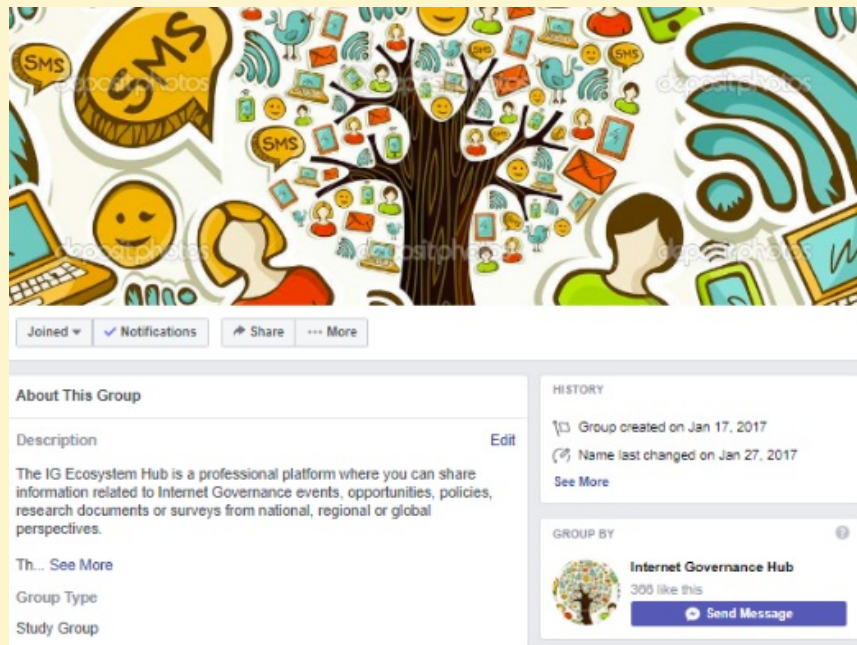 SMS
SMS
SMS
SMS
SMS
depositphotos
depositphotos
depositphotos
depositphotos
depositphotos
Joined
Notifications
Share
More
About This Group
Description
Edit
The IG Ecosystem Hub is a professional platform where you can share
information related to Internet Governance events, opportunities, policies,
research documents or surveys from national, regional or global
perspectives.
Th... See More
Group Type
Study Group
HISTORY
Group created on Jan 17, 2017
Name last changed on Jan 27, 2017
See More
GROUP BY
Internet Governance Hub
366 like this
Send Message